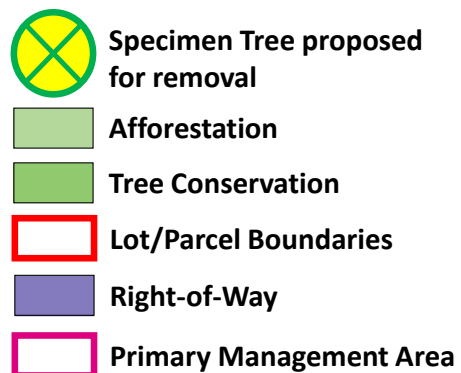 Specimen Tree proposed
for removal
Afforestation
Tree Conservation
Lot/Parcel Boundaries
Right-of-Way
Primary Management Area